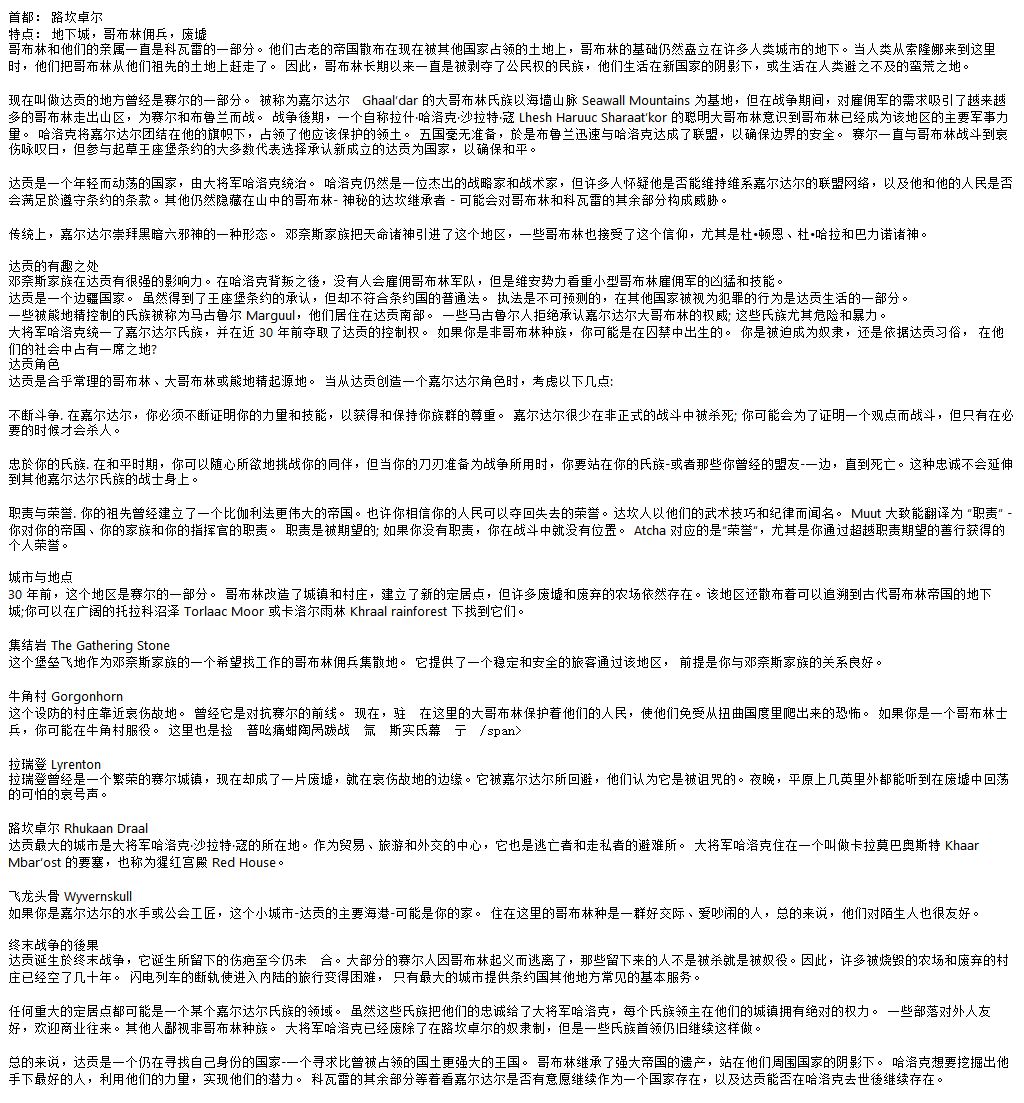 首都： 路坎卓尔
特点： 地下城，哥布林佣兵，废墟
哥布林和他们的亲属一直是科瓦雷的一部分。他们古老的帝国散布在现在被其他国家占领的土地上，哥布林的基础仍然矗立在许多人类城市的地下。当人类从索隆娜来到这里
时，他们把哥布林从他们祖先的土地上赶走了。 因此，哥布林长期以来一直是被剥夺了公民权的民族，他们生活在新国家的阴影下，或生活在人类避之不及的蛮荒之地。
现在叫做达贡的地方曾经是赛尔的一部分。 被称为嘉尔达尔　Ghaal’dar 的大哥布林氏族以海墙山脉 Seawall Mountains 为基地，但在战争期间，对雇佣军的需求吸引了越来越
多的哥布林走出山区，为赛尔和布鲁兰而战。 战争後期，一个自称拉什·哈洛克·沙拉特·寇 Lhesh Haruuc Sharaat’kor 的聪明大哥布林意识到哥布林已经成为该地区的主要军事力
量。 哈洛克将嘉尔达尔团结在他的旗帜下，占领了他应该保护的领土。 五国毫无准备，於是布鲁兰迅速与哈洛克达成了联盟，以确保边界的安全。 赛尔一直与哥布林战斗到哀
伤咏叹日，但参与起草王座堡条约的大多数代表选择承认新成立的达贡为国家，以确保和平。
达贡是一个年轻而动荡的国家，由大将军哈洛克统治。 哈洛克仍然是一位杰出的战略家和战术家，但许多人怀疑他是否能维持维系嘉尔达尔的联盟网络，以及他和他的人民是否
会满足於遵守条约的条款。其他仍然隐藏在山中的哥布林- 神秘的达坎继承者 - 可能会对哥布林和科瓦雷的其余部分构成威胁。
传统上，嘉尔达尔崇拜黑暗六邪神的一种形态。 邓奈斯家族把天命诸神引进了这个地区，一些哥布林也接受了这个信仰，尤其是杜•顿恩、杜•哈拉和巴力诺诸神。
达贡的有趣之处
邓奈斯家族在达贡有很强的影响力。在哈洛克背叛之後，没有人会雇佣哥布林军队，但是维安势力看重小型哥布林雇佣军的凶猛和技能。
达贡是一个边疆国家。 虽然得到了王座堡条约的承认，但却不符合条约国的普通法。 执法是不可预测的，在其他国家被视为犯罪的行为是达贡生活的一部分。
一些被熊地精控制的氏族被称为马古鲁尔 Marguul，他们居住在达贡南部。 一些马古鲁尔人拒绝承认嘉尔达尔大哥布林的权威; 这些氏族尤其危险和暴力。
大将军哈洛克统一了嘉尔达尔氏族，并在近 30 年前夺取了达贡的控制权。 如果你是非哥布林种族，你可能是在囚禁中出生的。 你是被迫成为奴隶，还是依据达贡习俗， 在他
们的社会中占有一席之地?
达贡角色
达贡是合乎常理的哥布林、大哥布林或熊地精起源地。 当从达贡创造一个嘉尔达尔角色时，考虑以下几点:
不断斗争. 在嘉尔达尔，你必须不断证明你的力量和技能，以获得和保持你族群的尊重。 嘉尔达尔很少在非正式的战斗中被杀死; 你可能会为了证明一个观点而战斗，但只有在必
要的时候才会杀人。
忠於你的氏族. 在和平时期，你可以随心所欲地挑战你的同伴，但当你的刀刃准备为战争所用时，你要站在你的氏族-或者那些你曾经的盟友-一边，直到死亡。这种忠诚不会延伸
到其他嘉尔达尔氏族的战士身上。
职责与荣誉. 你的祖先曾经建立了一个比伽利法更伟大的帝国。也许你相信你的人民可以夺回失去的荣誉。达坎人以他们的武术技巧和纪律而闻名。 Muut 大致能翻译为 “职责” -
你对你的帝国、你的家族和你的指挥官的职责。 职责是被期望的; 如果你没有职责，你在战斗中就没有位置。 Atcha 对应的是“荣誉”，尤其是你通过超越职责期望的善行获得的
个人荣誉。
城市与地点
30 年前，这个地区是赛尔的一部分。 哥布林改造了城镇和村庄，建立了新的定居点，但许多废墟和废弃的农场依然存在。该地区还散布着可以追溯到古代哥布林帝国的地下
城;你可以在广阔的托拉科沼泽 Torlaac Moor 或卡洛尔雨林 Khraal rainforest 下找到它们。
集结岩 The Gathering Stone
这个堡垒飞地作为邓奈斯家族的一个希望找工作的哥布林佣兵集散地。 它提供了一个稳定和安全的旅客通过该地区， 前提是你与邓奈斯家族的关系良好。
牛角村 Gorgonhorn
这个设防的村庄靠近哀伤故地。 曾经它是对抗赛尔的前线。 现在，驻　在这里的大哥布林保护着他们的人民，使他们免受从扭曲国度里爬出来的恐怖。 如果你是一个哥布林士
兵，你可能在牛角村服役。 这里也是捡　普吆痛蚶陶呙跋战　氚　斯实氏幕　亍　/span>
拉瑞登 Lyrenton
拉瑞登曾经是一个繁荣的赛尔城镇，现在却成了一片废墟，就在哀伤故地的边缘。它被嘉尔达尔所回避，他们认为它是被诅咒的。夜晚，平原上几英里外都能听到在废墟中回荡
的可怕的哀号声。
路坎卓尔 Rhukaan Draal
达贡最大的城市是大将军哈洛克·沙拉特·寇的所在地。作为贸易、旅游和外交的中心，它也是逃亡者和走私者的避难所。 大将军哈洛克住在一个叫做卡拉莫巴奥斯特 Khaar
Mbar’ost 的要塞，也称为猩红宫殿 Red House。
飞龙头骨 Wyvernskull
如果你是嘉尔达尔的水手或公会工匠，这个小城市-达贡的主要海港-可能是你的家。 住在这里的哥布林种是一群好交际、爱吵闹的人，总的来说，他们对陌生人也很友好。
终末战争的後果
达贡诞生於终末战争，它诞生所留下的伤疤至今仍未　合。大部分的赛尔人因哥布林起义而逃离了，那些留下来的人不是被杀就是被奴役。因此，许多被烧毁的农场和废弃的村
庄已经空了几十年。 闪电列车的断轨使进入内陆的旅行变得困难， 只有最大的城市提供条约国其他地方常见的基本服务。
任何重大的定居点都可能是一个某个嘉尔达尔氏族的领域。 虽然这些氏族把他们的忠诚给了大将军哈洛克，每个氏族领主在他们的城镇拥有绝对的权力。 一些部落对外人友
好，欢迎商业往来。其他人鄙视非哥布林种族。 大将军哈洛克已经废除了在路坎卓尔的奴隶制，但是一些氏族首领仍旧继续这样做。
总的来说，达贡是一个仍在寻找自己身份的国家-一个寻求比曾被占领的国土更强大的王国。 哥布林继承了强大帝国的遗产，站在他们周围国家的阴影下。 哈洛克想要挖掘出他
手下最好的人，利用他们的力量，实现他们的潜力。 科瓦雷的其余部分等着看嘉尔达尔是否有意愿继续作为一个国家存在，以及达贡能否在哈洛克去世後继续存在。